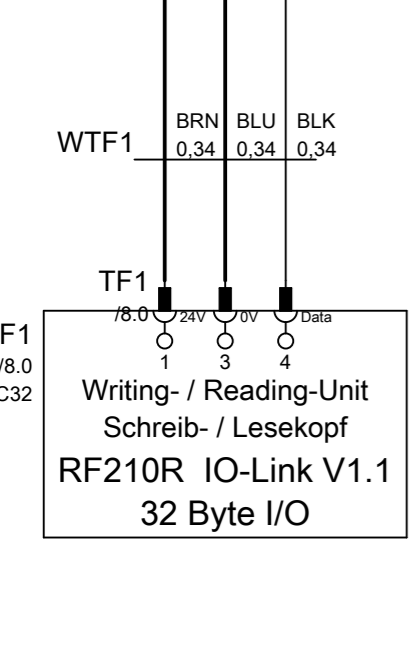 BRN BLU BLK
WTF1 0,34 0,34 0,34
TF1
/8.0 24V 0V Data
F1
/8.0 1 3 4
C32
Writing- / Reading-Unit
Schreib- / Lesekopf
RF210R IO-Link V1.1
32 Byte I/O